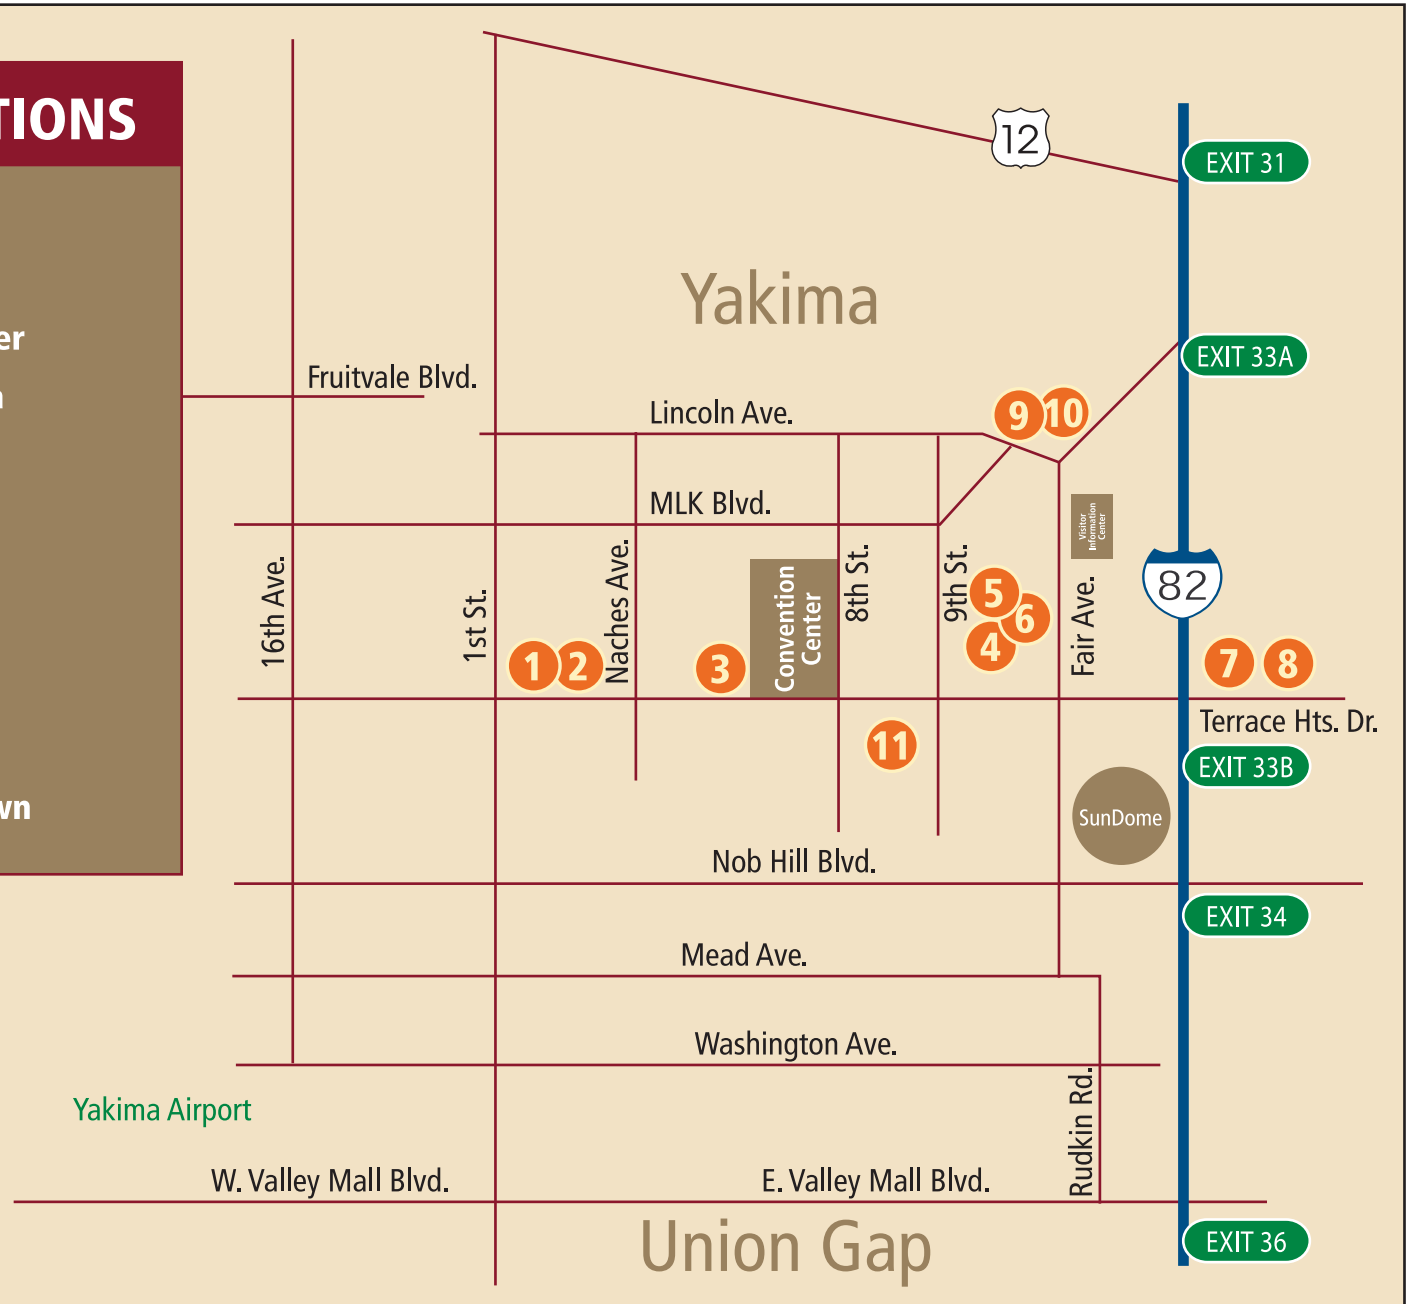 TIONS
er
wn
12
EXIT 31
Yakima
EXIT 33A
Fruitvale Blvd.
Lincoln Ave.
9
10
MLK Blvd.
Visitor
Information
Center
16th Ave.
1st St.
Naches Ave.
Convention
Center
8th St.
9th St.
Fair Ave.
82
5
6
4
1
2
3
7
8
Terrace Hts. Dr.
11
EXIT 33B
SunDome
Nob Hill Blvd.
EXIT 34
Mead Ave.
Washington Ave.
Rudkin Rd.
Yakima Airport
W. Valley Mall Blvd.
E. Valley Mall Blvd.
Union Gap
EXIT 36